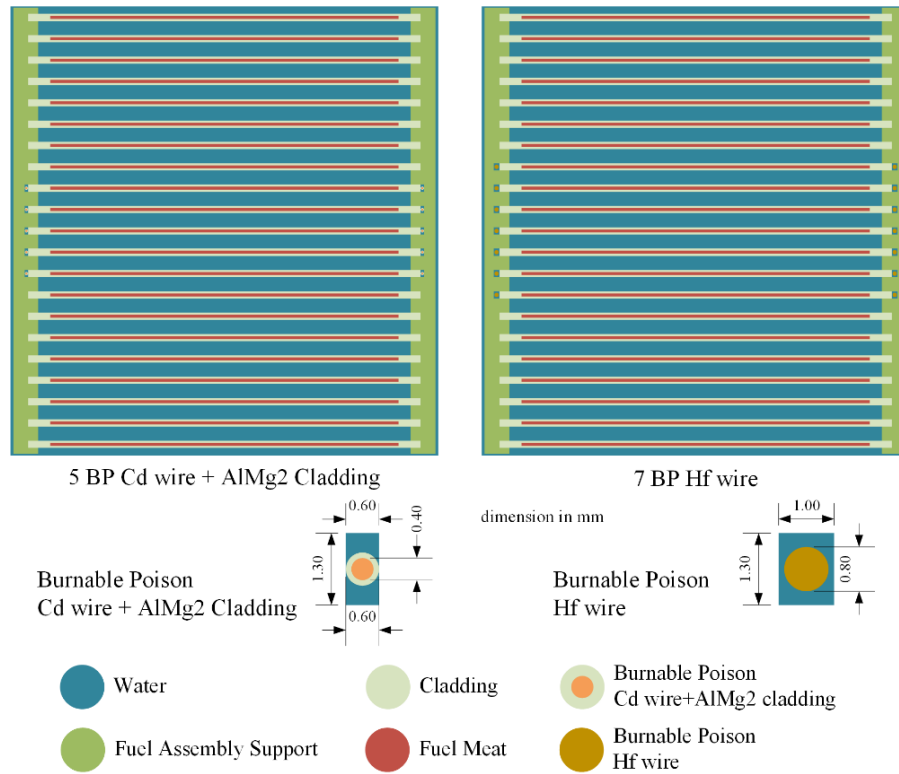 5 BP Cd wire + AlMg2 Cladding
7 BP Hf wire
0.60
0.40
1.30
0.60
Burnable Poison
Cd wire + AlMg2 Cladding
dimension in mm
1.00
1.30
0.80
Burnable Poison
Hf wire
Water
Cladding
Burnable Poison
Cd wire+AlMg2 cladding
Fuel Assembly Support
Fuel Meat
Burnable Poison
Hf wire